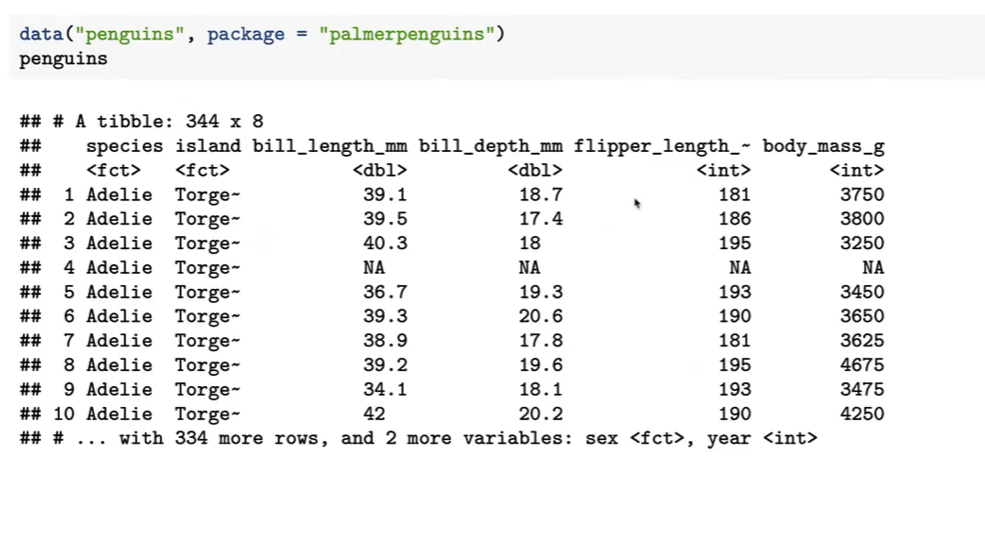 data("penguins", package = "palmerpenguins")
penguins
## # A tibble: 344 x 8
##    species island bill_length_mm bill_depth_mm flipper_length_~ body_mass_g
##    <fct>   <fct>           <dbl>         <dbl>            <int>       <int>
##  1 Adelie  Torge~           39.1          18.7              181        3750
##  2 Adelie  Torge~           39.5          17.4              186        3800
##  3 Adelie  Torge~           40.3          18                195        3250
##  4 Adelie  Torge~           NA            NA                 NA          NA
##  5 Adelie  Torge~           36.7          19.3              193        3450
##  6 Adelie  Torge~           39.3          20.6              190        3650
##  7 Adelie  Torge~           38.9          17.8              181        3625
##  8 Adelie  Torge~           39.2          19.6              195        4675
##  9 Adelie  Torge~           34.1          18.1              193        3475
## 10 Adelie  Torge~           42            20.2              190        4250
## # ... with 334 more rows, and 2 more variables: sex <fct>, year <int>